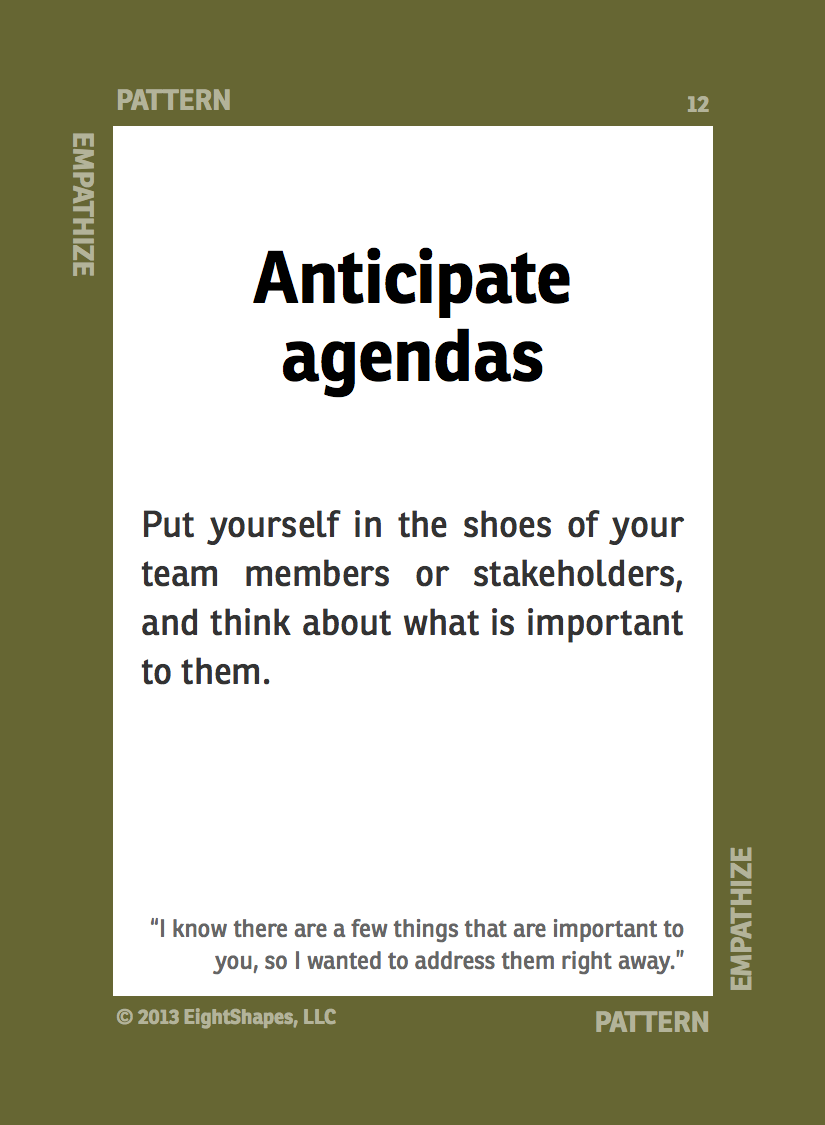 PATTERN
12
EMPATHIZE
Anticipate
agendas
Put yourself in the shoes of your
team members or stakeholders,
and think about what is important
to them.
“I know there are a few things that are important to
you, so I wanted to address them right away.”
EMPATHIZE
© 2013 EightShapes, LLC
PATTERN